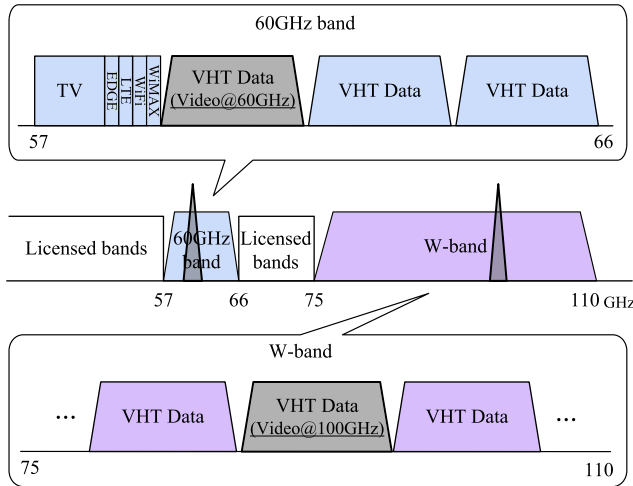 60GHz band
TV
EDGE
LTE
WiFi
WiMAX
VHT Data
(Video@60GHz)
VHT Data
VHT Data
57
66
Licensed bands
60GHz
band
Licensed
bands
W-band
57
66
75
110 GHz
W-band
...
VHT Data
VHT Data
(Video@100GHz)
VHT Data
...
75
110